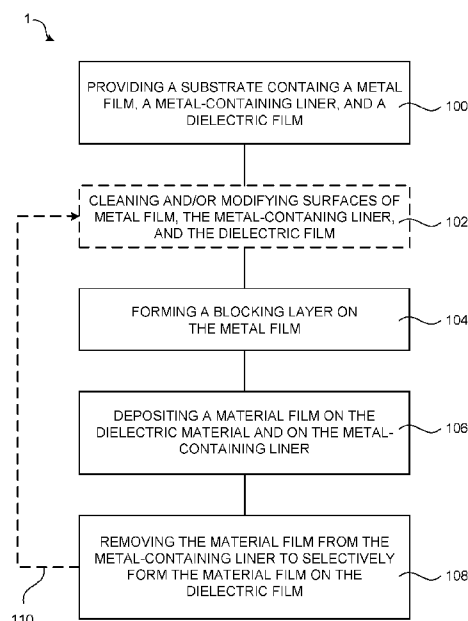 1
PROVIDING A SUBSTRATE CONTAING A METAL
FILM, A METAL-CONTAINING LINER, AND A
DIELECTRIC FILM
100
CLEANING AND/OR MODIFYING SURFACES OF
METAL FILM, THE METAL-CONTANING LINER,
AND THE DIELECTRIC FILM
102
FORMING A BLOCKING LAYER ON
THE METAL FILM
104
DEPOSITING A MATERIAL FILM ON THE
DIELECTRIC MATERIAL AND ON THE METAL-
CONTAINING LINER
106
REMOVING THE MATERIAL FILM FROM THE
METAL-CONTAINING LINER TO SELECTIVELY
FORM THE MATERIAL FILM ON THE
DIELECTRIC FILM
108
110